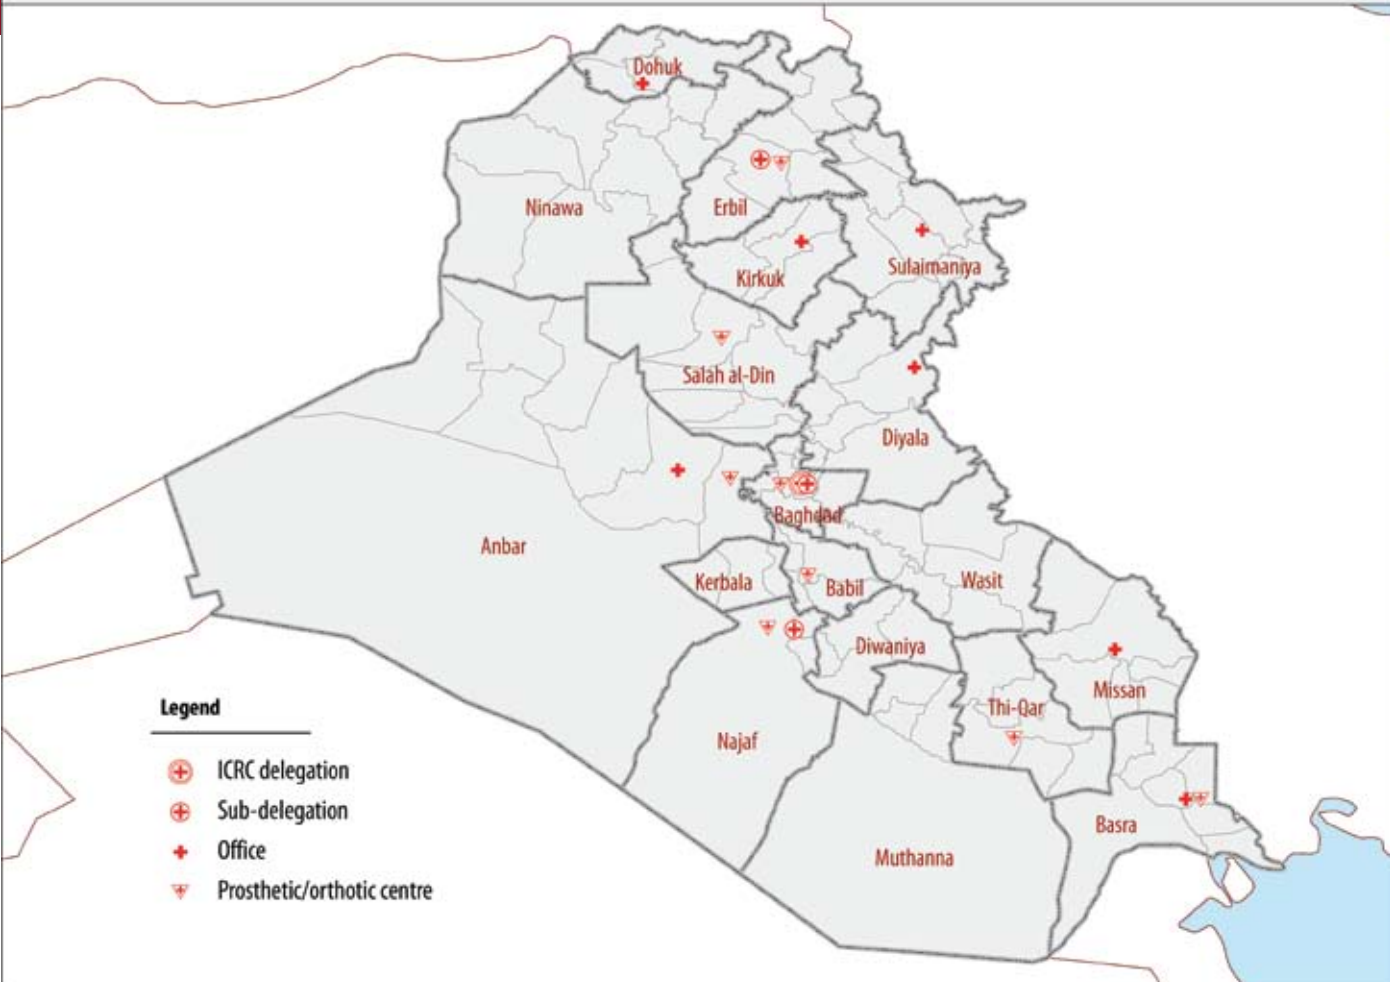 Dohuk
Ninawa
Erbil
Kirkuk
Sulaimaniya
Salah al-Din
Diyala
Baghdad
Anbar
Kerbala
Babil
Wasit
Diwaniya
Missan
Thi-Qar
Najaf
Basra
Muthanna
Legend
ICRC delegation
Sub-delegation
Office
Prosthetic/orthotic centre